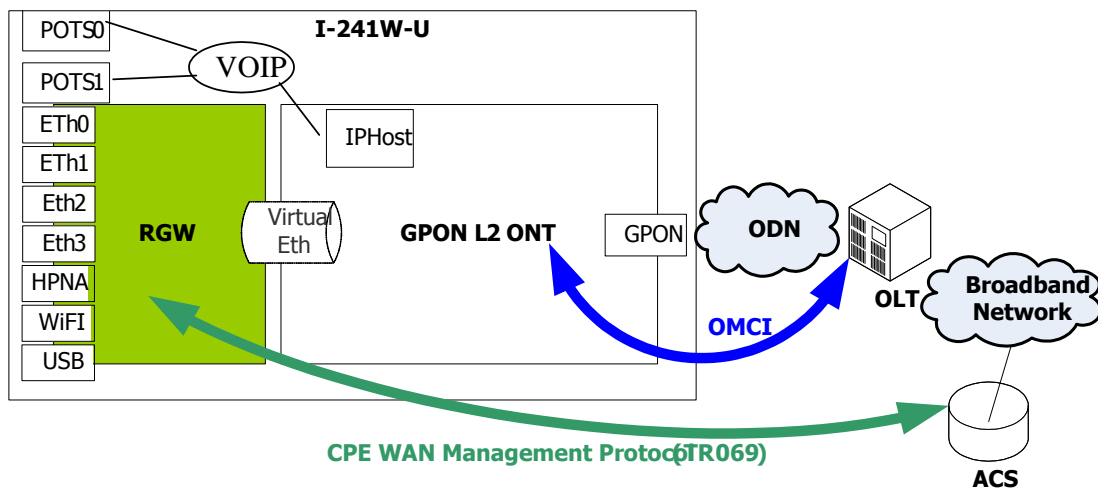 POTS0
I-241W-U
VOIP
POTS1
ETh0
IPHost
ETh1
Eth2
Virtual
Eth
RGW
GPON L2 ONT
GPON
ODN
Eth3
HPNA
OLT
Broadband
Network
WiFI
OMCI
USB
CPE WAN Management Protocol(TR069)
ACS